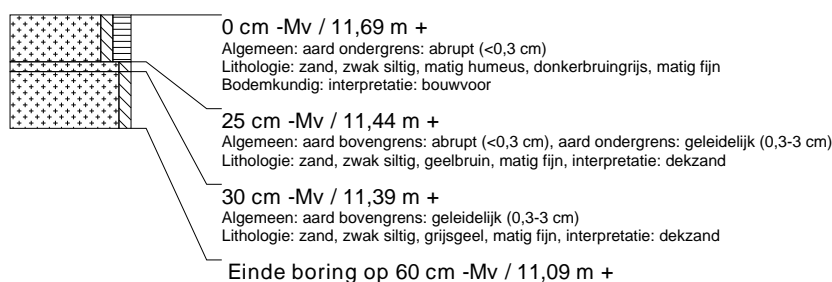 0 cm -Mv / 11,69 m +
Algemeen: aard ondergrens: abrupt (<0,3 cm)
Lithologie: zand, zwak siltig, matig humeus, donkerbruingrijs, matig fijn
Bodemkundig: interpretatie: bouwvoor
25 cm -Mv / 11,44 m +
Algemeen: aard bovengrens: abrupt (<0,3 cm), aard ondergrens: geleidelijk (0,3-3 cm)
Lithologie: zand, zwak siltig, geelbruin, matig fijn, interpretatie: dekzand
30 cm -Mv / 11,39 m +
Algemeen: aard bovengrens: geleidelijk (0,3-3 cm)
Lithologie: zand, zwak siltig, grijsgeel, matig fijn, interpretatie: dekzand
Einde boring op 60 cm -Mv / 11,09 m +